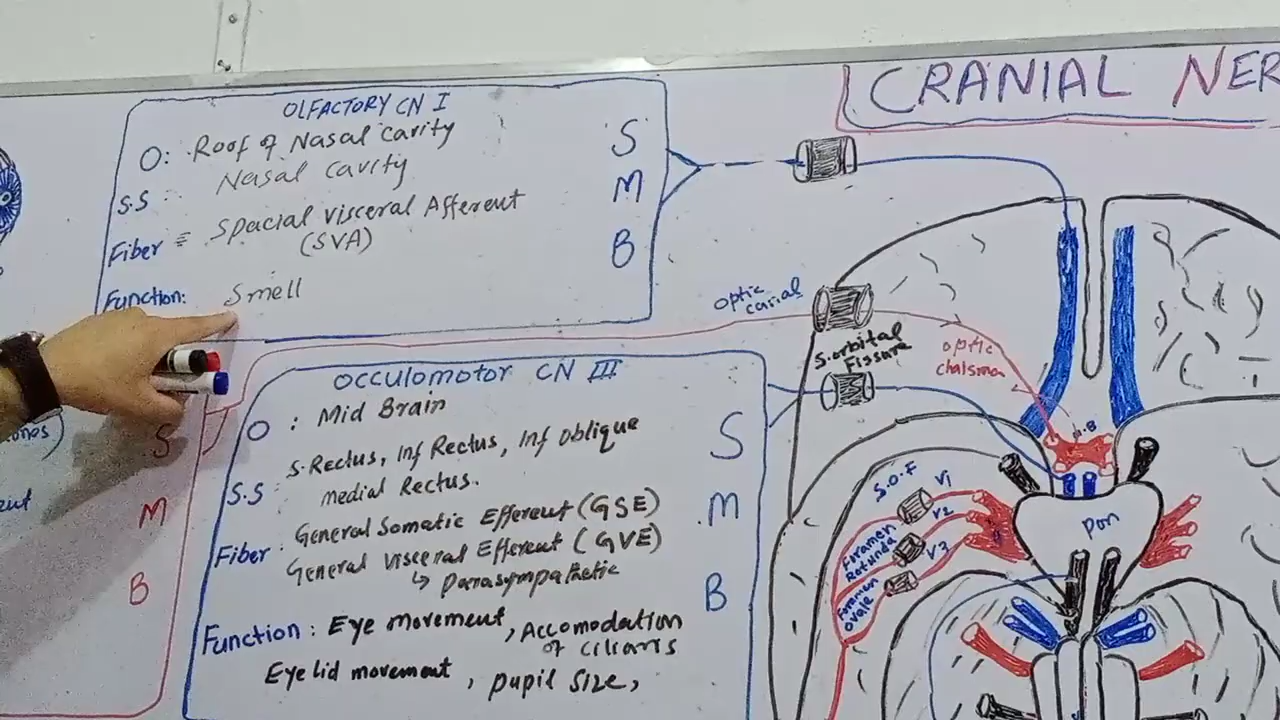 CRANIAL NER
OLFACTORY CN I
O: Roof of Nasal cavity
S.S : Nasal cavity
Fiber = Spacial visceral Afferent
(SVA)
Function: Smell
S
M
B
OCCULOMOTOR CN III
O : Mid Brain
S.S : S.Rectus, Inf Rectus, Inf oblique
medial Rectus.
Fiber : General Somatic Efferent (GSE)
General visceral Efferent (GVE)
↳ parasympathetic
Function : Eye movement, Accomodation
of ciliaris
Eyelid movement, pupil size,
S
M
B
S
M
B
optic
canal
S.orbital
Fissure
optic
chaisma
S.O.F
V1
V2
V3
Foramen
Rotunda
Foramen
ovale
Pon